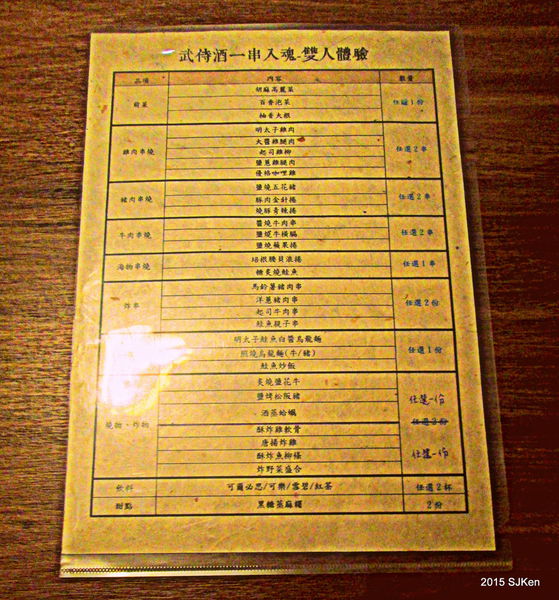 武侍酒一串入魂-雙人體驗
品項 內容 數量
前菜 任選1份
胡麻高麗菜
百香泡菜
柚香大根
雞肉串燒 任選2串
明太子雞肉
大醬雞腿肉
起司雞柳
鹽蔥雞腿肉
優格咖哩雞
豬肉串燒 任選2串
鹽燒五花豬
豚肉金針捲
燒豚青辣捲
牛肉串燒 任選2串
醬燒牛肉串
鹽燒牛橫膈
鹽燒蘋果捲
海物串燒 任選1串
培根機貝浪捲
糖炙燒鮭魚
炸串 任選2份
馬鈴薯豬肉串
洋蔥豬肉串
起司牛肉串
鮭魚親子串
任選1份
明太子鮭魚白醬烏龍麵
照燒烏龍麵(牛/豬)
鮭魚炒飯
燒物、炸物 任選3份
炙燒鹽花牛
鹽烤松阪豬
酒蒸蛤蠣
任選一份
酥炸雞軟骨
唐揚炸雞
酥炸魚柳條
炸野菜盛合
任選一份
飲料 可爾必思/可樂/雪碧/紅茶 任選2杯
甜點 黑糖蕨麻糬 2份
2015 SJKen